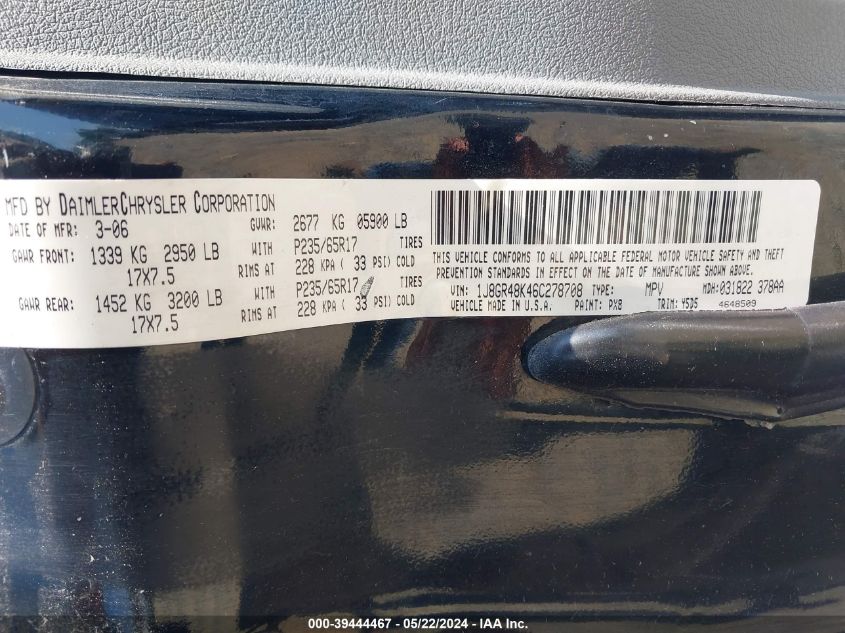 MFD BY DAIMLERCHRYSLER CORPORATION
DATE OF MFR: 3-06 GVWR: 2677 KG 05900 LB
GAWR FRONT: 1339 KG 2950 LB WITH P235/65R17 TIRES
17X7.5 RIMS AT 228 KPA ( 33 PSI) COLD
GAWR REAR: 1452 KG 3200 LB WITH P235/65R17 TIRES
17X7.5 RIMS AT 228 KPA ( 33 PSI) COLD
THIS VEHICLE CONFORMS TO ALL APPLICABLE FEDERAL MOTOR VEHICLE SAFETY AND THEFT
PREVENTION STANDARDS IN EFFECT ON THE DATE OF MANUFACTURE SHOWN ABOVE.
VIN: 1J8GR48K46C278708 TYPE: MPV MDH: 031822 378AA
VEHICLE MADE IN U.S.A. PAINT: PX8 TRIM: 45D5 4648509
000-39444467 - 05/22/2024 - IAA Inc.